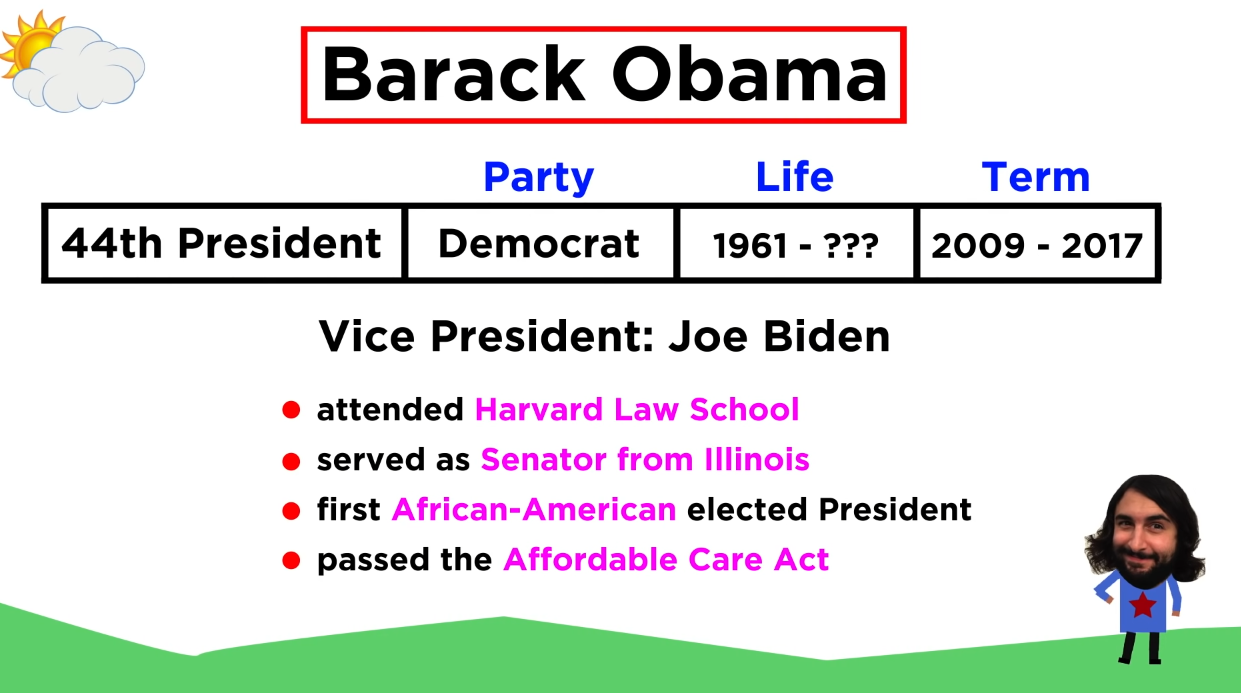 Barack Obama
Party Life Term
44th President Democrat 1961 - ??? 2009 - 2017
Vice President: Joe Biden
attended Harvard Law School
served as Senator from Illinois
first African-American elected President
passed the Affordable Care Act